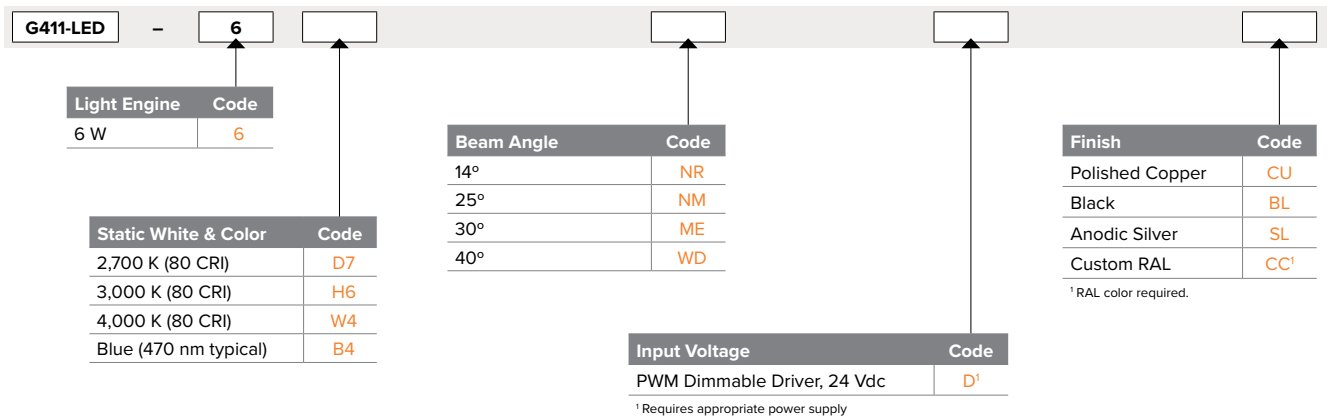 G411-LED – 6
Light Engine Code
6 W 6
Static White & Color Code
2,700 K (80 CRI) D7
3,000 K (80 CRI) H6
4,000 K (80 CRI) W4
Blue (470 nm typical) B4
Beam Angle Code
14º NR
25º NM
30º ME
40º WD
Input Voltage Code
PWM Dimmable Driver, 24 Vdc D¹
¹ Requires appropriate power supply
Finish Code
Polished Copper CU
Black BL
Anodic Silver SL
Custom RAL CC¹
¹ RAL color required.